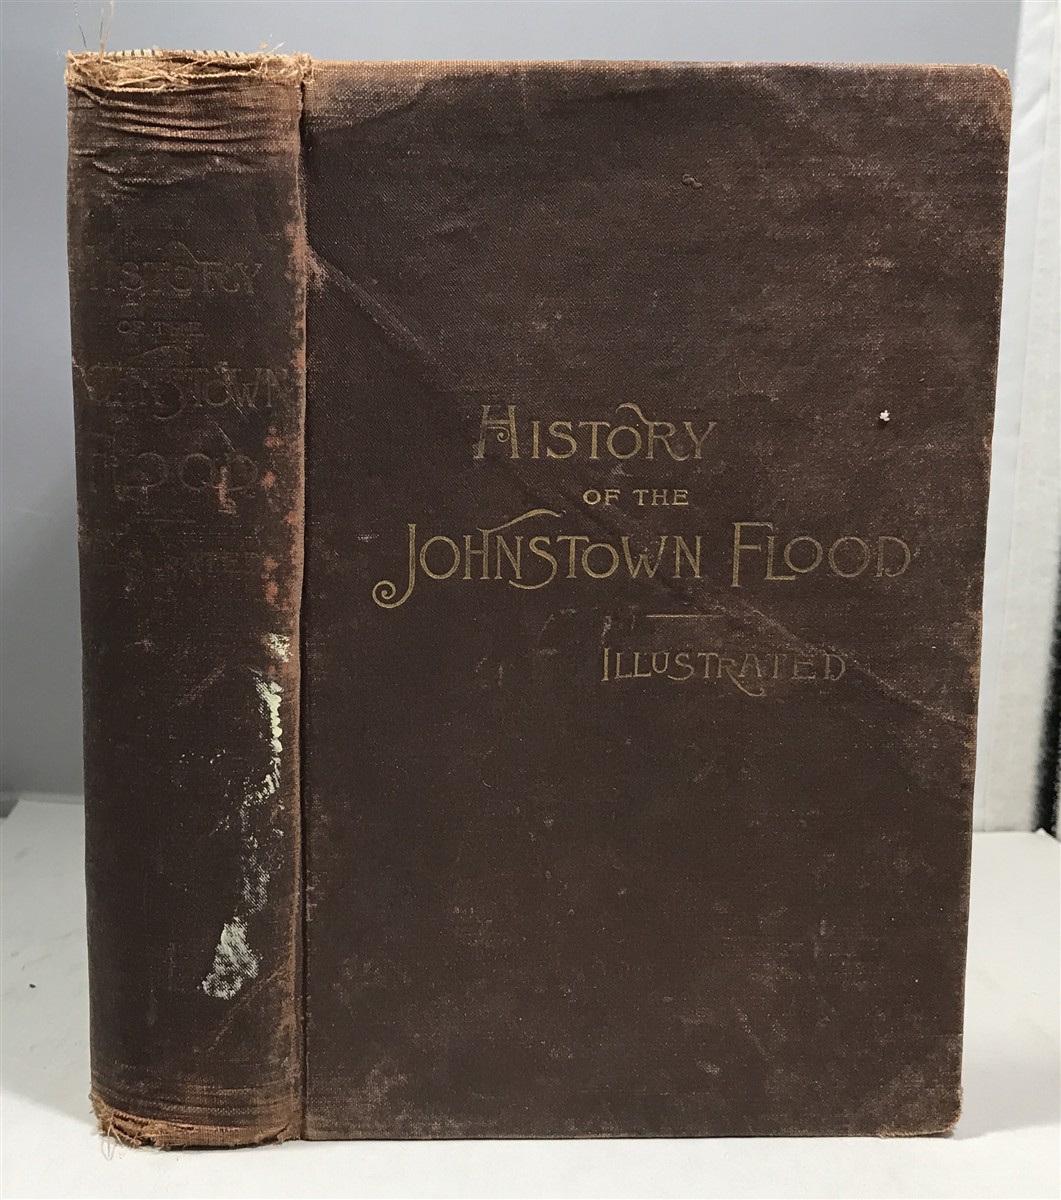 HISTORY
OF THE
JOHNSTOWN
FLOOD
HISTORY
OF THE
JOHNSTOWN FLOOD
ILLUSTRATED